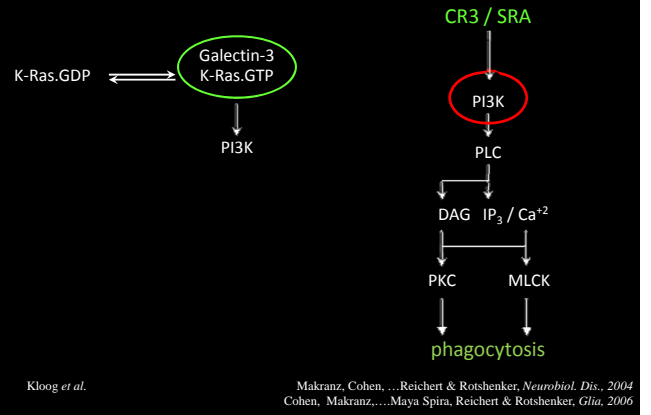 CR3 / SRA
Galectin-3
K-Ras.GDP
K-Ras.GTP
PI3K
PI3K
PLC
DAG IP₃ / Ca⁺²
PKC MLCK
phagocytosis
Kloog et al.
Makranz, Cohen, …Reichert & Rotshenker, Neurobiol. Dis., 2004
Cohen, Makranz,….Maya Spira, Reichert & Rotshenker, Glia, 2006